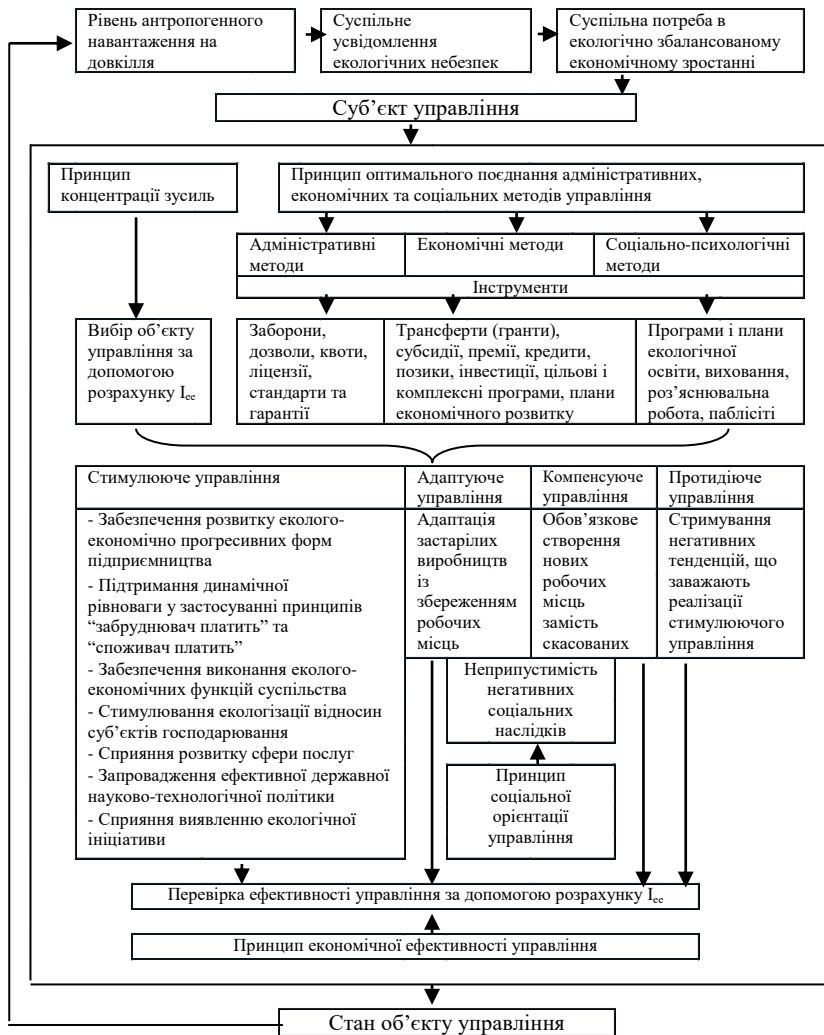 Рівень антропогенного
навантаження на
довкілля
Суспільне
усвідомлення
екологічних небезпек
Суспільна потреба в
екологічно збалансованому
економічному зростанні
Суб’єкт управління
Принцип
концентрації зусиль
Принцип оптимального поєднання адміністративних,
економічних та соціальних методів управління
Адміністративні
методи
Економічні методи
Соціально-психологічні
методи
Інструменти
Вибір об’єкту
управління за
допомогою
розрахунку Iее
Заборони,
дозволи, квоти,
ліцензії,
стандарти та
гарантії
Трансферти (гранти),
субсидії, премії, кредити,
позики, інвестиції, цільові і
комплексні програми, плани
економічного розвитку
Програми і плани
екологічної
освіти, виховання,
роз’яснювальна
робота, паблісіті
Стимулююче управління
Адаптуюче
управління
Компенсуюче
управління
Протидіюче
управління
- Забезпечення розвитку еколого-
економічно прогресивних форм
підприємництва
- Підтримання динамічної
рівноваги у застосуванні принципів
“забруднювач платить” та
“споживач платить”
- Забезпечення виконання еколого-
економічних функцій суспільства
- Стимулювання екологізації відносин
суб’єктів господарювання
- Сприяння розвитку сфери послуг
- Запровадження ефективної державної
науково-технологічної політики
- Сприяння виявленню екологічної
ініціативи
Адаптація
застарілих
виробництв
із
збереженням
робочих
місць
Обов’язкове
створення
нових
робочих
місць
замість
скасованих
Стримування
негативних
тенденцій, що
заважають
реалізації
стимулюючого
управління
Неприпустимість
негативних
соціальних
наслідків
Принцип
соціальної
орієнтації
управління
Перевірка ефективності управління за допомогою розрахунку Iее
Принцип економічної ефективності управління
Стан об’єкту управління